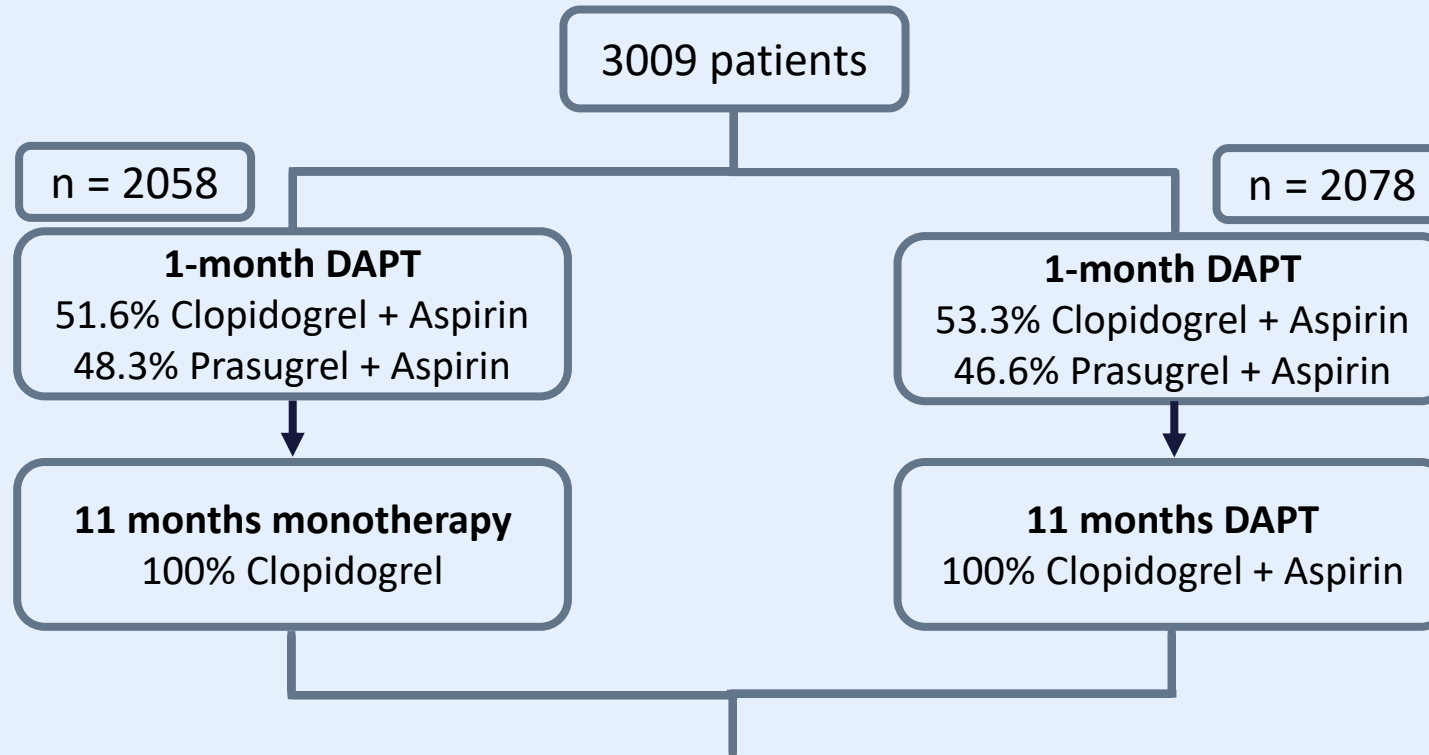 3009 patients
n = 2058
n = 2078
1-month DAPT
51.6% Clopidogrel + Aspirin
48.3% Prasugrel + Aspirin
1-month DAPT
53.3% Clopidogrel + Aspirin
46.6% Prasugrel + Aspirin
11 months monotherapy
100% Clopidogrel
11 months DAPT
100% Clopidogrel + Aspirin